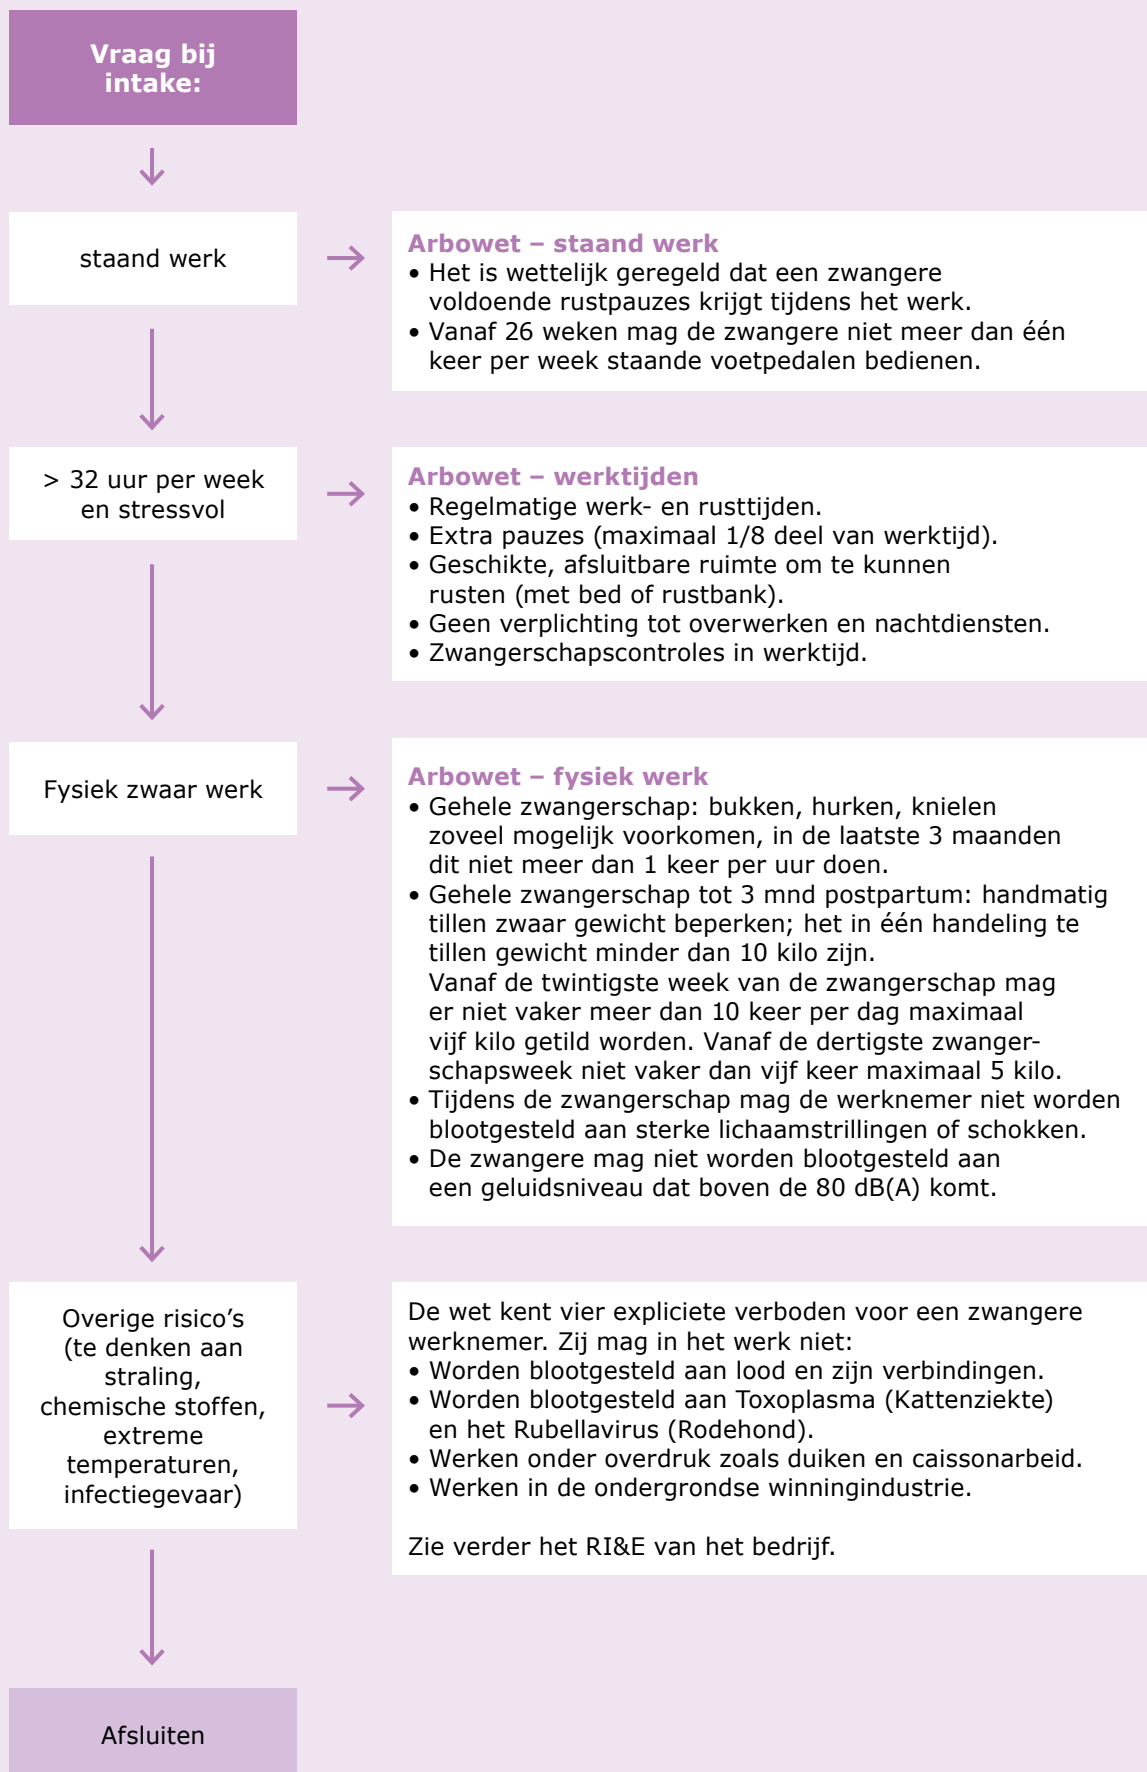 Vraag bij
intake:
staand werk
Arbowet – staand werk
• Het is wettelijk geregeld dat een zwangere
voldoende rustpauzes krijgt tijdens het werk.
• Vanaf 26 weken mag de zwangere niet meer dan één
keer per week staande voetpedalen bedienen.
> 32 uur per week
en stressvol
Arbowet – werktijden
• Regelmatige werk- en rusttijden.
• Extra pauzes (maximaal 1/8 deel van werktijd).
• Geschikte, afsluitbare ruimte om te kunnen
rusten (met bed of rustbank).
• Geen verplichting tot overwerken en nachtdiensten.
• Zwangerschapscontroles in werktijd.
Fysiek zwaar werk
Arbowet – fysiek werk
• Gehele zwangerschap: bukken, hurken, knielen
zoveel mogelijk voorkomen, in de laatste 3 maanden
dit niet meer dan 1 keer per uur doen.
• Gehele zwangerschap tot 3 mnd postpartum: handmatig
tillen zwaar gewicht beperken; het in één handeling te
tillen gewicht minder dan 10 kilo zijn.
Vanaf de twintigste week van de zwangerschap mag
er niet vaker meer dan 10 keer per dag maximaal
vijf kilo getild worden. Vanaf de dertigste zwanger-
schapsweek niet vaker dan vijf keer maximaal 5 kilo.
• Tijdens de zwangerschap mag de werknemer niet worden
blootgesteld aan sterke lichaamstrillingen of schokken.
• De zwangere mag niet worden blootgesteld aan
een geluidsniveau dat boven de 80 dB(A) komt.
Overige risico’s
(te denken aan
straling,
chemische stoffen,
extreme
temperaturen,
infectiegevaar)
De wet kent vier expliciete verboden voor een zwangere
werknemer. Zij mag in het werk niet:
• Worden blootgesteld aan lood en zijn verbindingen.
• Worden blootgesteld aan Toxoplasma (Kattenziekte)
en het Rubellavirus (Rodehond).
• Werken onder overdruk zoals duiken en caissonarbeid.
• Werken in de ondergrondse winningindustrie.
Zie verder het RI&E van het bedrijf.
Afsluiten